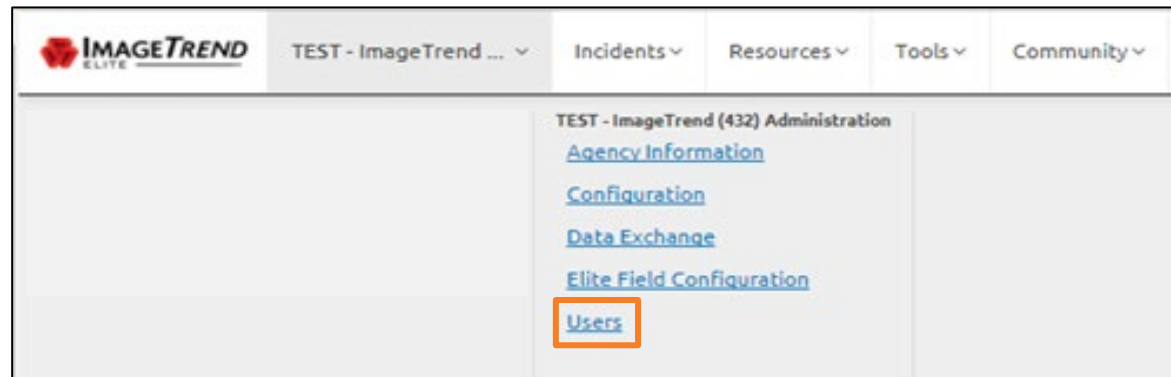 IMAGETREND
ELITE
TEST - ImageTrend ... Incidents Resources Tools Community
TEST - ImageTrend (432) Administration
Agency Information
Configuration
Data Exchange
Elite Field Configuration
Users